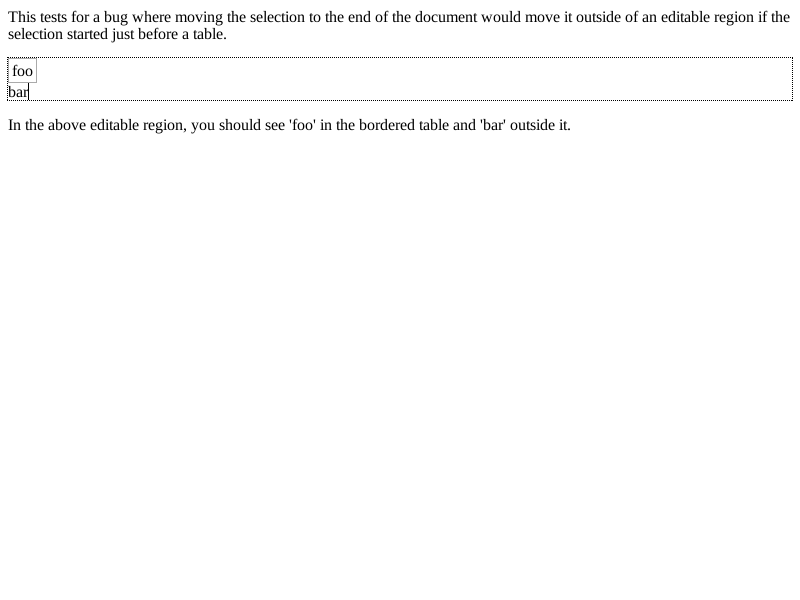 This tests for a bug where moving the selection to the end of the document would move it outside of an editable region if the
selection started just before a table.
foo
bar
In the above editable region, you should see 'foo' in the bordered table and 'bar' outside it.